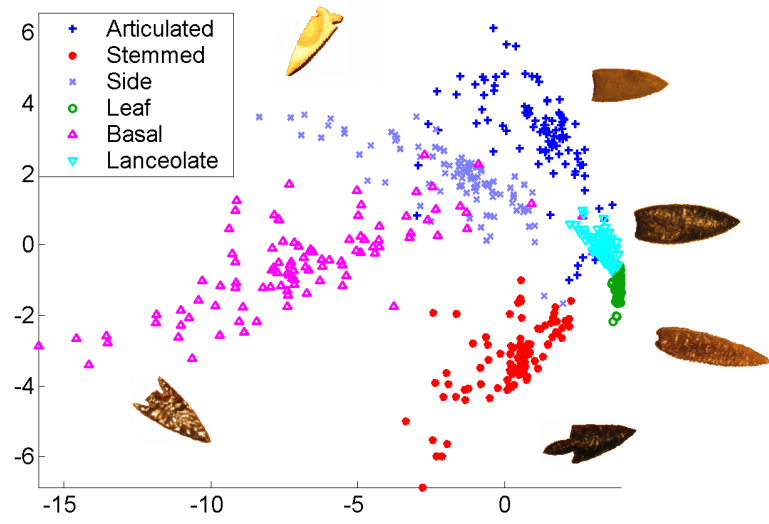 Articulated
Stemmed
Side
Leaf
Basal
Lanceolate
6
4
2
0
-2
-4
-6
-15
-10
-5
0